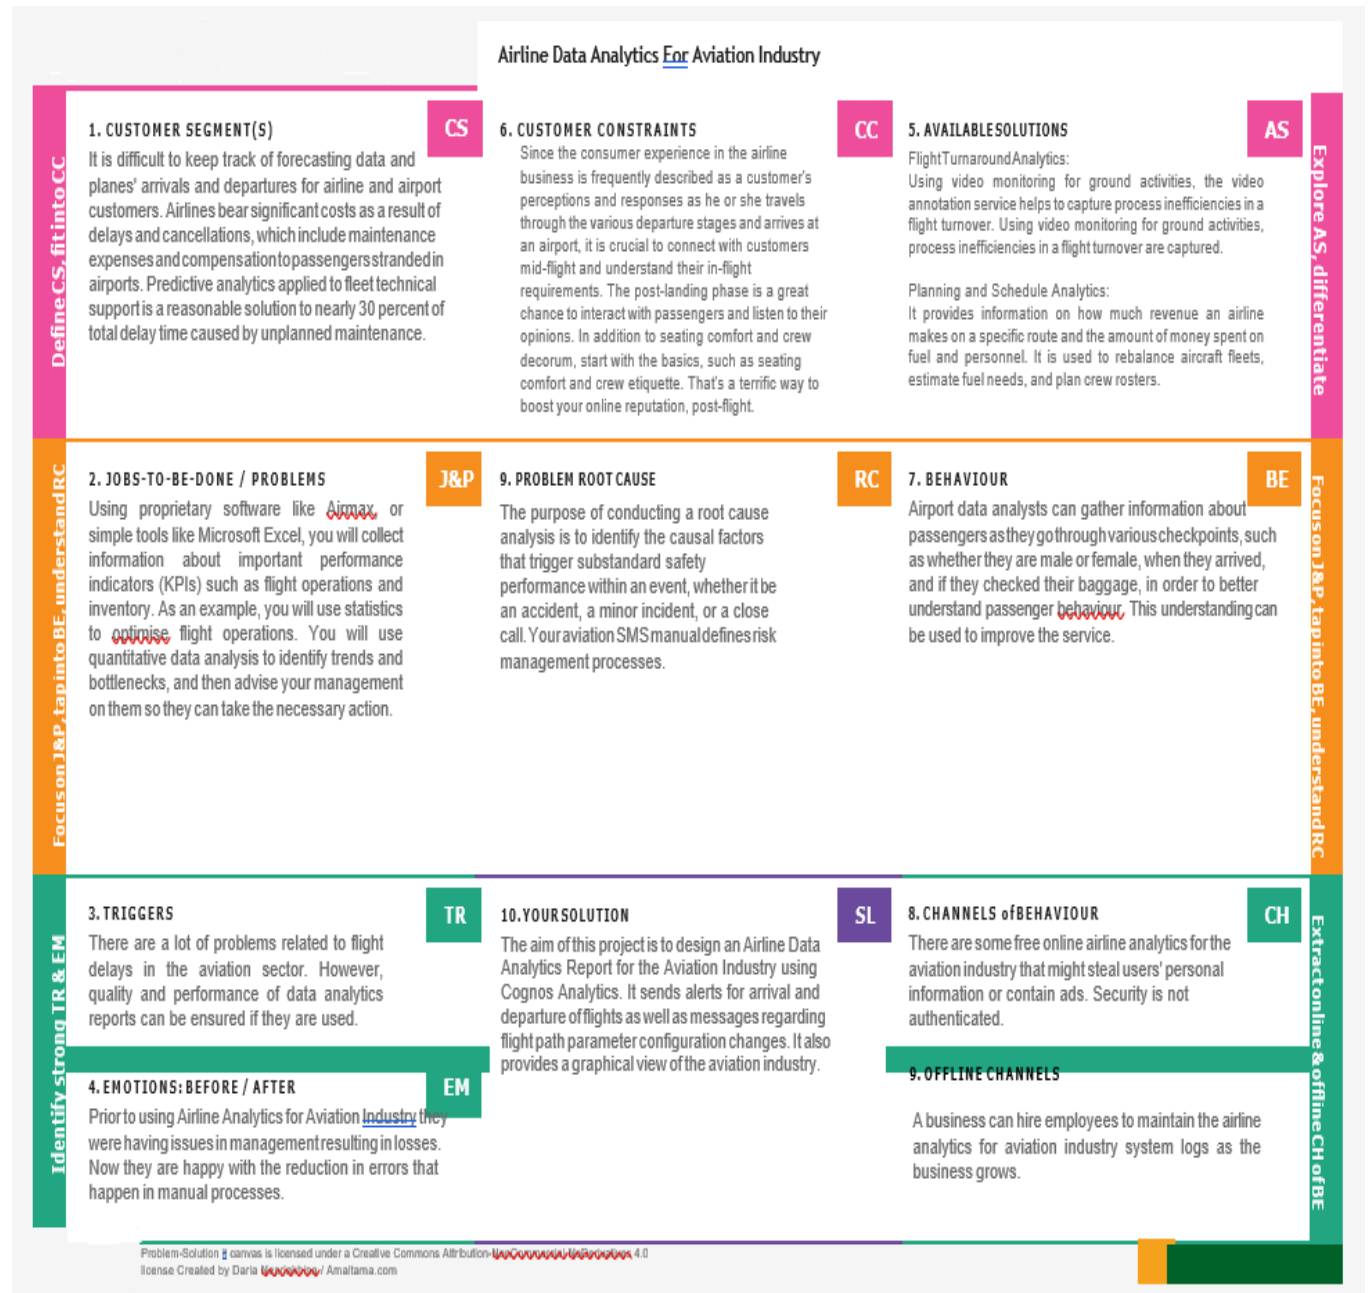 Airline Data Analytics For Aviation Industry
Define CS, fit into CC
1. CUSTOMER SEGMENT(S)
CS
It is difficult to keep track of forecasting data and
planes' arrivals and departures for airline and airport
customers. Airlines bear significant costs as a result of
delays and cancellations, which include maintenance
expenses and compensation to passengers stranded in
airports. Predictive analytics applied to fleet technical
support is a reasonable solution to nearly 30 percent of
total delay time caused by unplanned maintenance.
6. CUSTOMER CONSTRAINTS
CC
Since the consumer experience in the airline
business is frequently described as a customer's
perceptions and responses as he or she travels
through the various departure stages and arrives at
an airport, it is crucial to connect with customers
mid-flight and understand their in-flight
requirements. The post-landing phase is a great
chance to interact with passengers and listen to their
opinions. In addition to seating comfort and crew
decorum, start with the basics, such as seating
comfort and crew etiquette. That's a terrific way to
boost your online reputation, post-flight.
5. AVAILABLE SOLUTIONS
AS
Flight Turnaround Analytics:
Using video monitoring for ground activities, the video
annotation service helps to capture process inefficiencies in a
flight turnover. Using video monitoring for ground activities,
process inefficiencies in a flight turnover are captured.
Planning and Schedule Analytics:
It provides information on how much revenue an airline
makes on a specific route and the amount of money spent on
fuel and personnel. It is used to rebalance aircraft fleets,
estimate fuel needs, and plan crew rosters.
Explore AS, differentiate
Focus on J&P, tap into BE, understand RC
2. JOBS-TO-BE-DONE / PROBLEMS
J&P
Using proprietary software like Airmax, or
simple tools like Microsoft Excel, you will collect
information about important performance
indicators (KPIs) such as flight operations and
inventory. As an example, you will use statistics
to optimise flight operations. You will use
quantitative data analysis to identify trends and
bottlenecks, and then advise your management
on them so they can take the necessary action.
9. PROBLEM ROOT CAUSE
RC
The purpose of conducting a root cause
analysis is to identify the causal factors
that trigger substandard safety
performance within an event, whether it be
an accident, a minor incident, or a close
call. Your aviation SMS manual defines risk
management processes.
7. BEHAVIOUR
BE
Airport data analysts can gather information about
passengers as they go through various checkpoints, such
as whether they are male or female, when they arrived,
and if they checked their baggage, in order to better
understand passenger behaviour. This understanding can
be used to improve the service.
Focus on J&P, tap into BE, understand RC
Identify strong TR & EM
3. TRIGGERS
TR
There are a lot of problems related to flight
delays in the aviation sector. However,
quality and performance of data analytics
reports can be ensured if they are used.
4. EMOTIONS: BEFORE / AFTER
EM
Prior to using Airline Analytics for Aviation Industry they
were having issues in management resulting in losses.
Now they are happy with the reduction in errors that
happen in manual processes.
10. YOUR SOLUTION
SL
The aim of this project is to design an Airline Data
Analytics Report for the Aviation Industry using
Cognos Analytics. It sends alerts for arrival and
departure of flights as well as messages regarding
flight path parameter configuration changes. It also
provides a graphical view of the aviation industry.
8. CHANNELS of BEHAVIOUR
CH
There are some free online airline analytics for the
aviation industry that might steal users' personal
information or contain ads. Security is not
authenticated.
9. OFFLINE CHANNELS
A business can hire employees to maintain the airline
analytics for aviation industry system logs as the
business grows.
Extract online & offline CH of BE
Problem-Solution canvas is licensed under a Creative Commons Attribution-NonCommercial-NoDerivatives 4.0
license Created by Daria / Amaltama.com